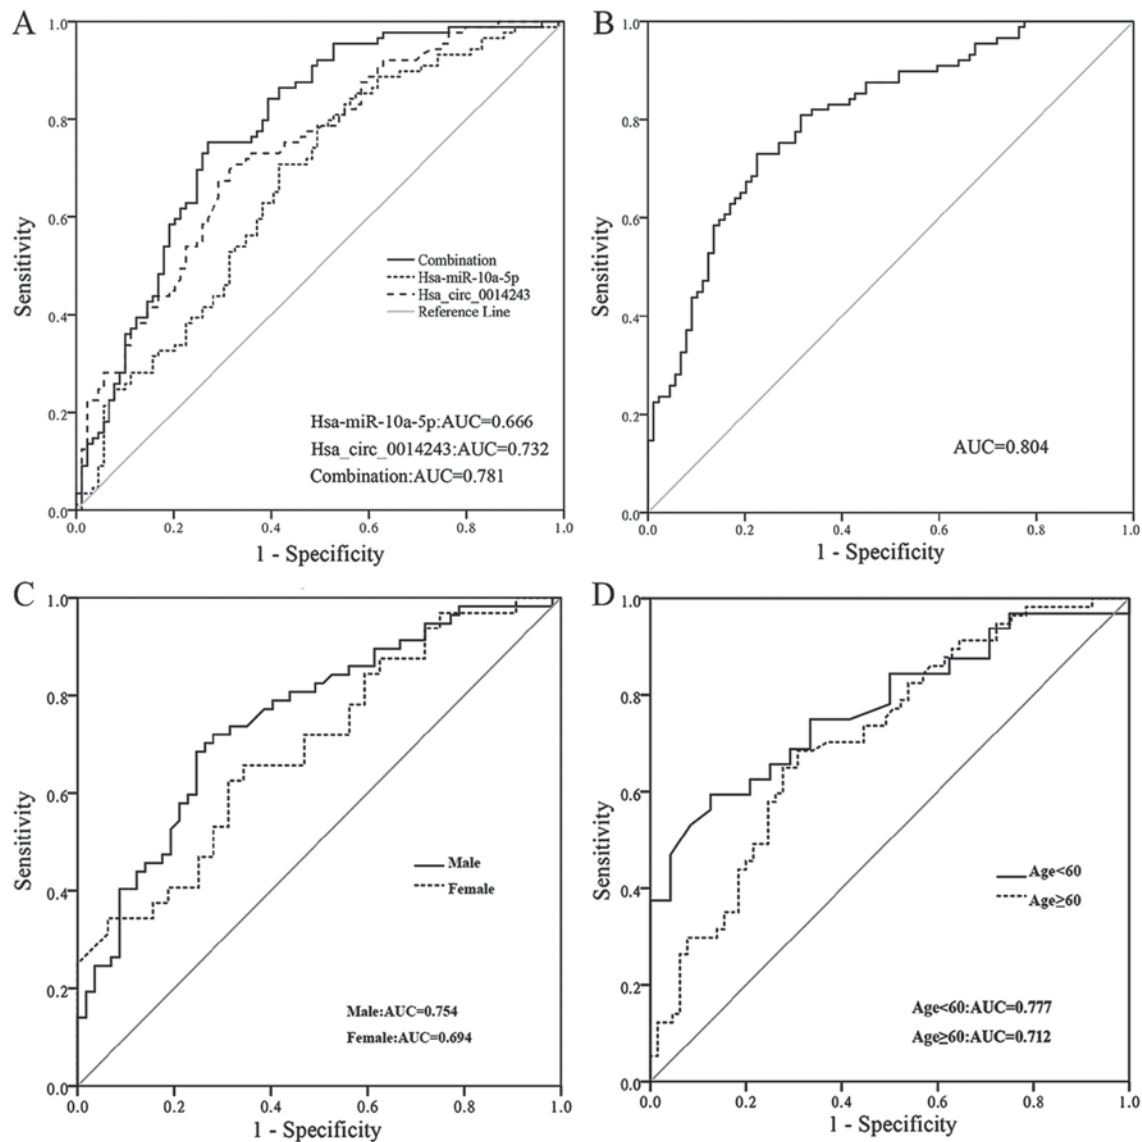 A
1.0
0.8
0.6
0.4
0.2
0.0
Sensitivity
Combination
Hsa-miR-10a-5p
Hsa_circ_0014243
Reference Line
Hsa-miR-10a-5p:AUC=0.666
Hsa_circ_0014243:AUC=0.732
Combination:AUC=0.781
0.0 0.2 0.4 0.6 0.8 1.0
1 - Specificity
B
1.0
0.8
0.6
0.4
0.2
0.0
Sensitivity
AUC=0.804
0.0 0.2 0.4 0.6 0.8 1.0
1 - Specificity
C
1.0
0.8
0.6
0.4
0.2
0.0
Sensitivity
Male
Female
Male:AUC=0.754
Female:AUC=0.694
0.0 0.2 0.4 0.6 0.8 1.0
1 - Specificity
D
1.0
0.8
0.6
0.4
0.2
0.0
Sensitivity
Age<60
Age≥60
Age<60:AUC=0.777
Age≥60:AUC=0.712
0.0 0.2 0.4 0.6 0.8 1.0
1 - Specificity